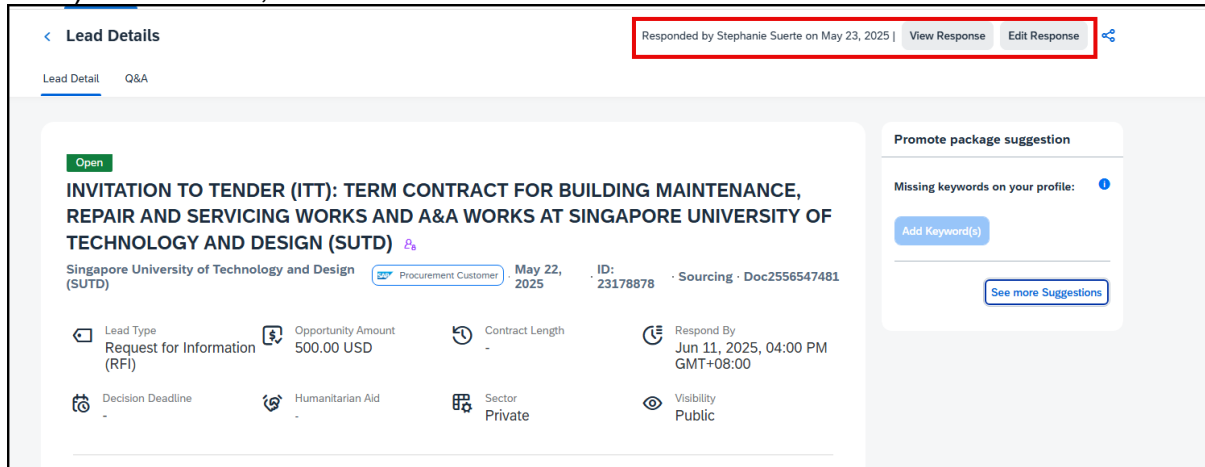 Lead Details
Responded by Stephanie Suerte on May 23, 2025 | View Response Edit Response
Lead Detail Q&A
Open
INVITATION TO TENDER (ITT): TERM CONTRACT FOR BUILDING MAINTENANCE,
REPAIR AND SERVICING WORKS AND A&A WORKS AT SINGAPORE UNIVERSITY OF
TECHNOLOGY AND DESIGN (SUTD)
Singapore University of Technology and Design
(SUTD)
SAP Procurement Customer
· May 22,
2025
· ID:
23178878
· Sourcing · Doc2556547481
Lead Type
Request for Information
(RFI)
Opportunity Amount
500.00 USD
Contract Length
-
Respond By
Jun 11, 2025, 04:00 PM
GMT+08:00
Decision Deadline
-
Humanitarian Aid
-
Sector
Private
Visibility
Public
Promote package suggestion
Missing keywords on your profile:
Add Keyword(s)
See more Suggestions